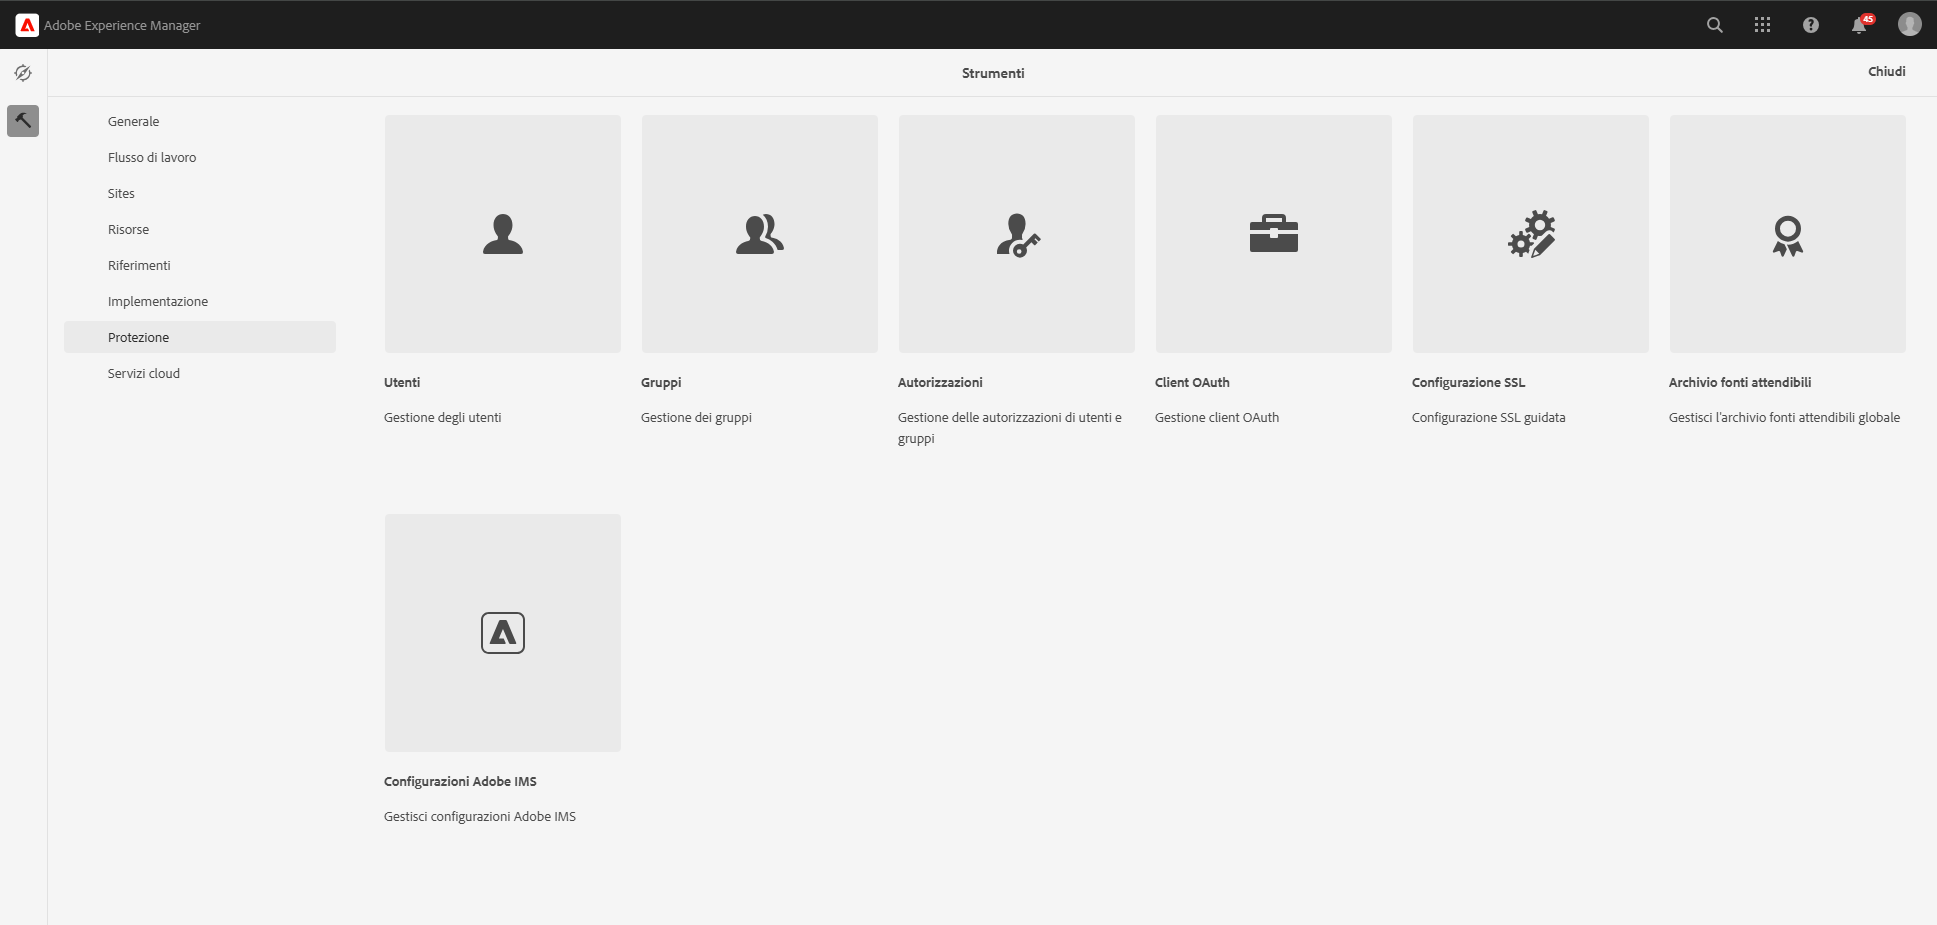 Adobe Experience Manager
45
Strumenti
Chiudi
Generale
Flusso di lavoro
Sites
Risorse
Riferimenti
Implementazione
Protezione
Servizi cloud
Utenti
Gestione degli utenti
Gruppi
Gestione dei gruppi
Autorizzazioni
Gestione delle autorizzazioni di utenti e
gruppi
Client OAuth
Gestione client OAuth
Configurazione SSL
Configurazione SSL guidata
Archivio fonti attendibili
Gestisci l'archivio fonti attendibili globale
Configurazioni Adobe IMS
Gestisci configurazioni Adobe IMS